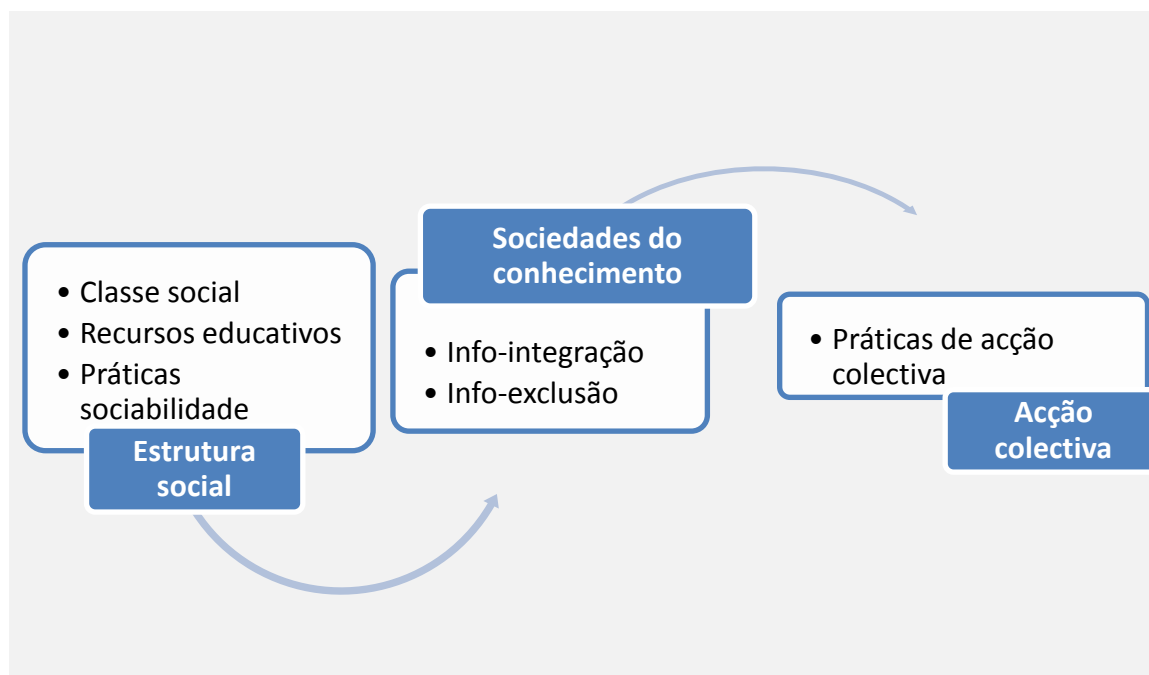 • Classe social
• Recursos educativos
• Práticas
sociabilidade
Estrutura
social
Sociedades do
conhecimento
• Info-integração
• Info-exclusão
• Práticas de acção
colectiva
Acção
colectiva